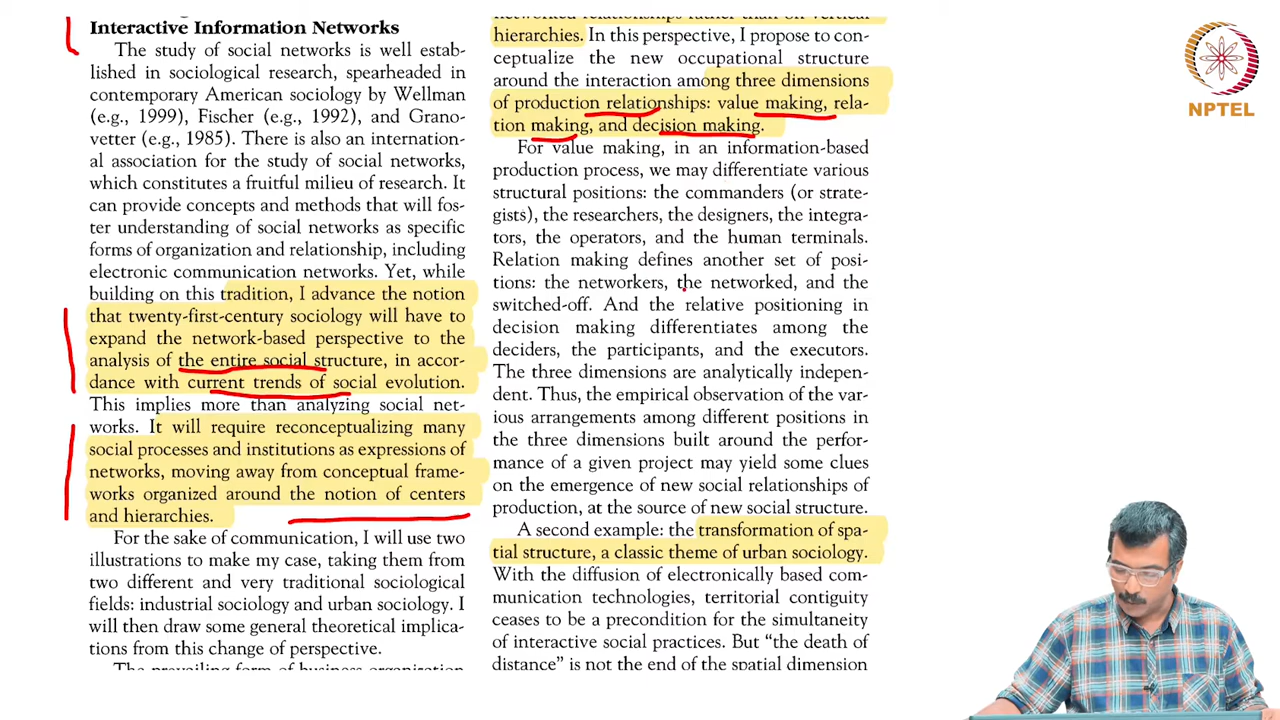 Interactive Information Networks
The study of social networks is well estab-
lished in sociological research, spearheaded in
contemporary American sociology by Wellman
(e.g., 1999), Fischer (e.g., 1992), and Grano-
vetter (e.g., 1985). There is also an internation-
al association for the study of social networks,
which constitutes a fruitful milieu of research. It
can provide concepts and methods that will fos-
ter understanding of social networks as specific
forms of organization and relationship, including
electronic communication networks. Yet, while
building on this tradition, I advance the notion
that twenty-first-century sociology will have to
expand the network-based perspective to the
analysis of the entire social structure, in accor-
dance with current trends of social evolution.
This implies more than analyzing social net-
works. It will require reconceptualizing many
social processes and institutions as expressions of
networks, moving away from conceptual frame-
works organized around the notion of centers
and hierarchies.
For the sake of communication, I will use two
illustrations to make my case, taking them from
two different and very traditional sociological
fields: industrial sociology and urban sociology. I
will then draw some general theoretical implica-
tions from this change of perspective.
The prevailing form of business organization
networked relationships rather than on vertical
hierarchies. In this perspective, I propose to con-
ceptualize the new occupational structure
around the interaction among three dimensions
of production relationships: value making, rela-
tion making, and decision making.
For value making, in an information-based
production process, we may differentiate various
structural positions: the commanders (or strate-
gists), the researchers, the designers, the integra-
tors, the operators, and the human terminals.
Relation making defines another set of posi-
tions: the networkers, the networked, and the
switched-off. And the relative positioning in
decision making differentiates among the
deciders, the participants, and the executors.
The three dimensions are analytically indepen-
dent. Thus, the empirical observation of the var-
ious arrangements among different positions in
the three dimensions built around the perfor-
mance of a given project may yield some clues
on the emergence of new social relationships of
production, at the source of new social structure.
A second example: the transformation of spa-
tial structure, a classic theme of urban sociology.
With the diffusion of electronically based com-
munication technologies, territorial contiguity
ceases to be a precondition for the simultaneity
of interactive social practices. But “the death of
distance” is not the end of the spatial dimension
NPTEL